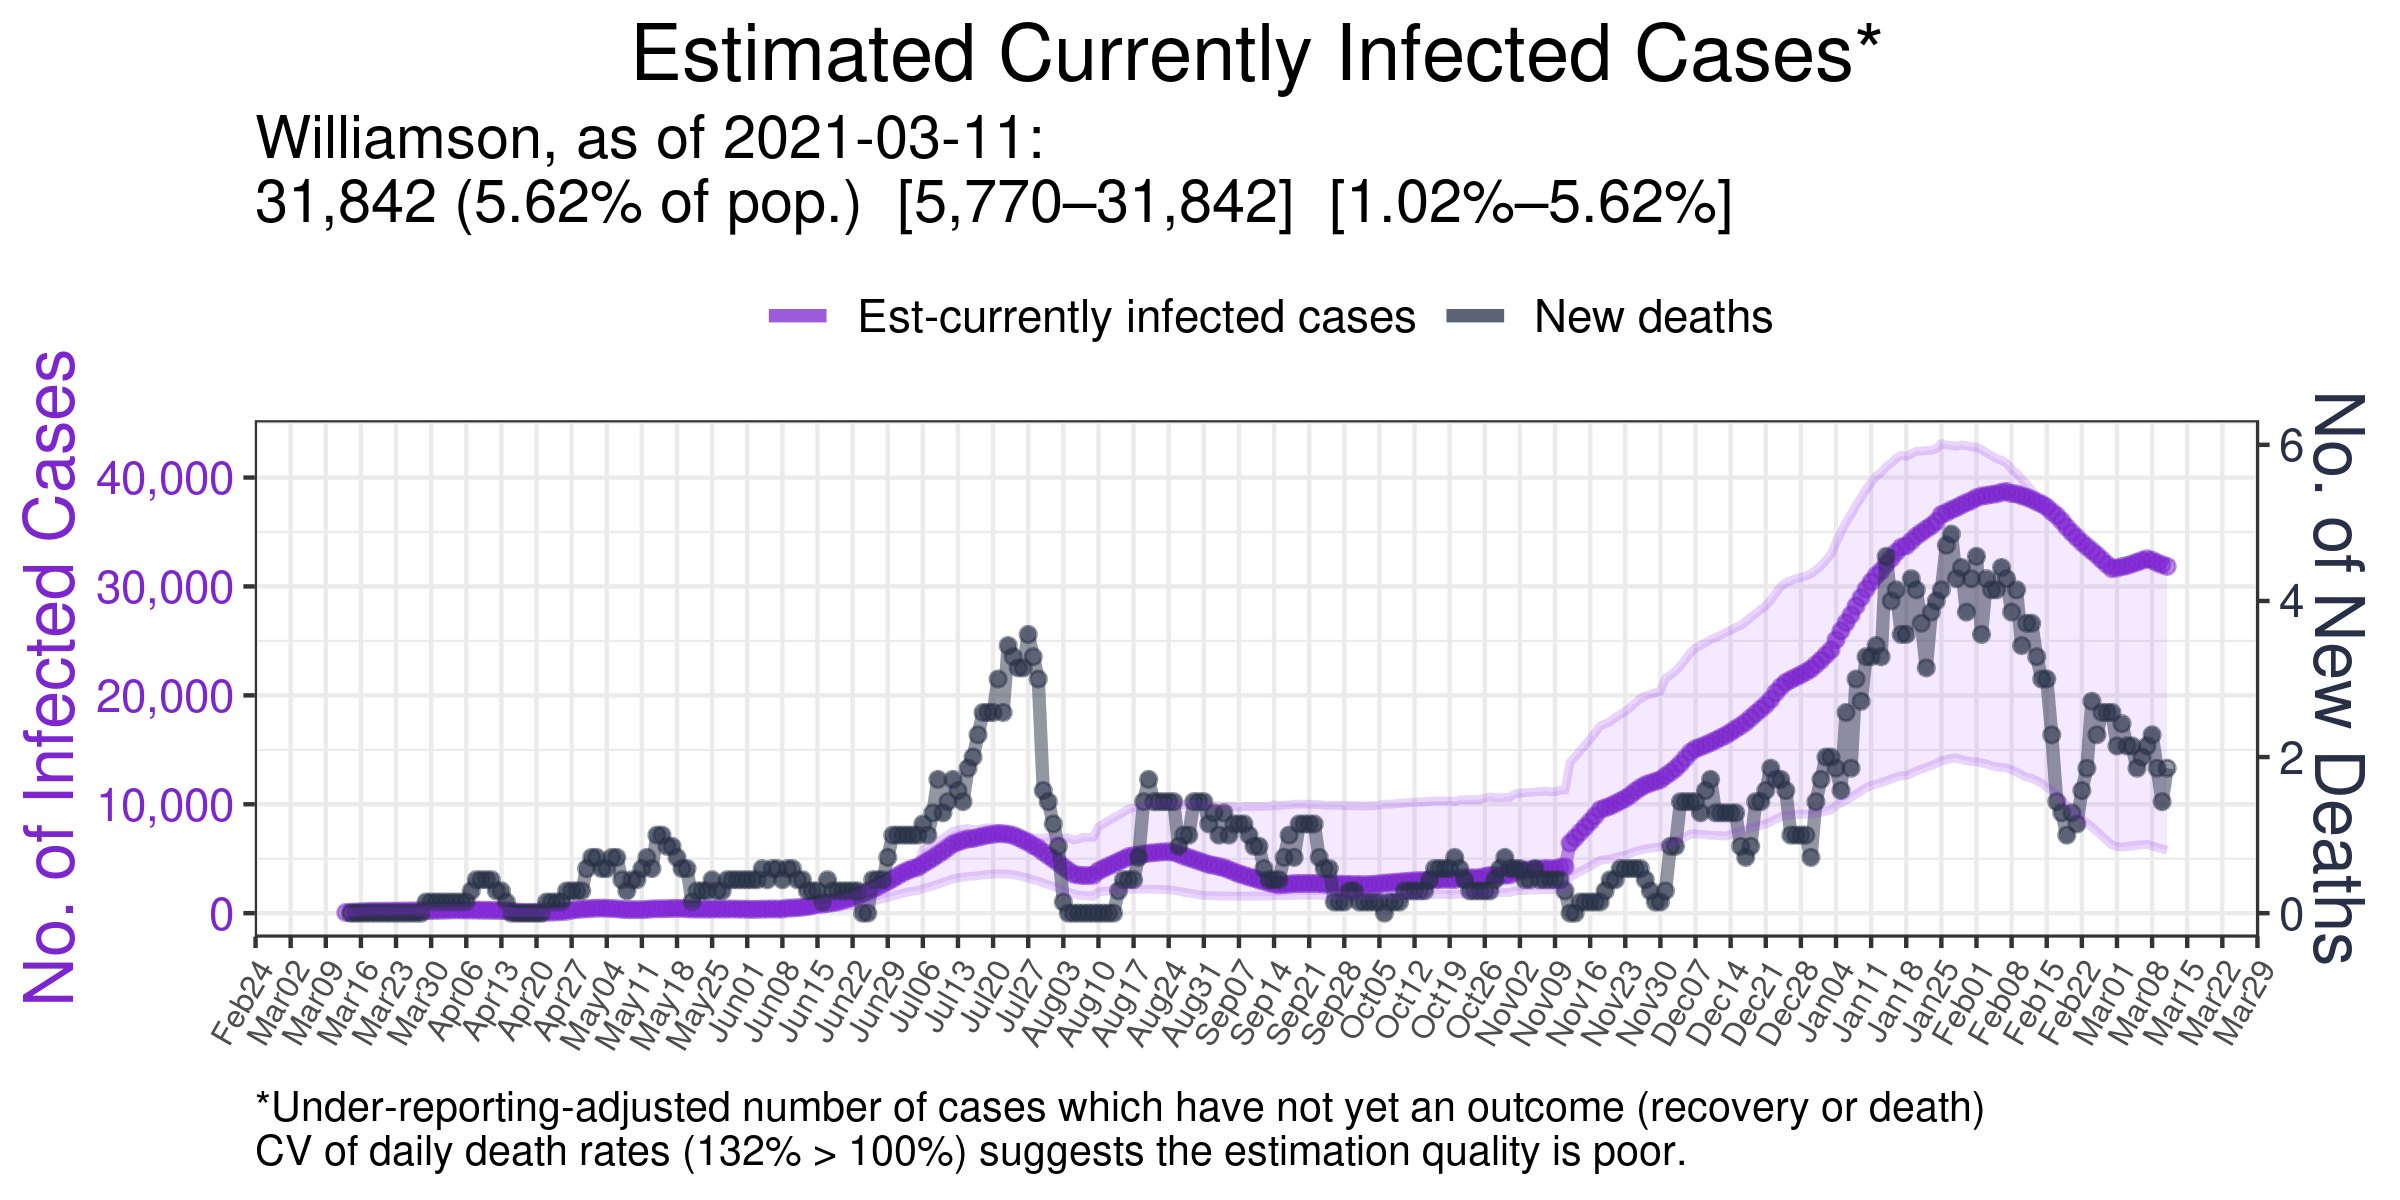 Estimated Currently Infected Cases*
Williamson, as of 2021-03-11:
31,842 (5.62% of pop.) [5,770–31,842] [1.02%–5.62%]
Est-currently infected cases
New deaths
No. of Infected Cases
40,000
30,000
20,000
10,000
0
6
4
2
0
No. of New Deaths
Feb24
Mar02
Mar09
Mar16
Mar23
Mar30
Apr06
Apr13
Apr20
Apr27
May04
May11
May18
May25
Jun01
Jun08
Jun15
Jun22
Jun29
Jul06
Jul13
Jul20
Jul27
Aug03
Aug10
Aug17
Aug24
Aug31
Sep07
Sep14
Sep21
Sep28
Oct05
Oct12
Oct19
Oct26
Nov02
Nov09
Nov16
Nov23
Nov30
Dec07
Dec14
Dec21
Dec28
Jan04
Jan11
Jan18
Jan25
Feb01
Feb08
Feb15
Feb22
Mar01
Mar08
Mar15
Mar22
Mar29
*Under-reporting-adjusted number of cases which have not yet an outcome (recovery or death)
CV of daily death rates (132% > 100%) suggests the estimation quality is poor.